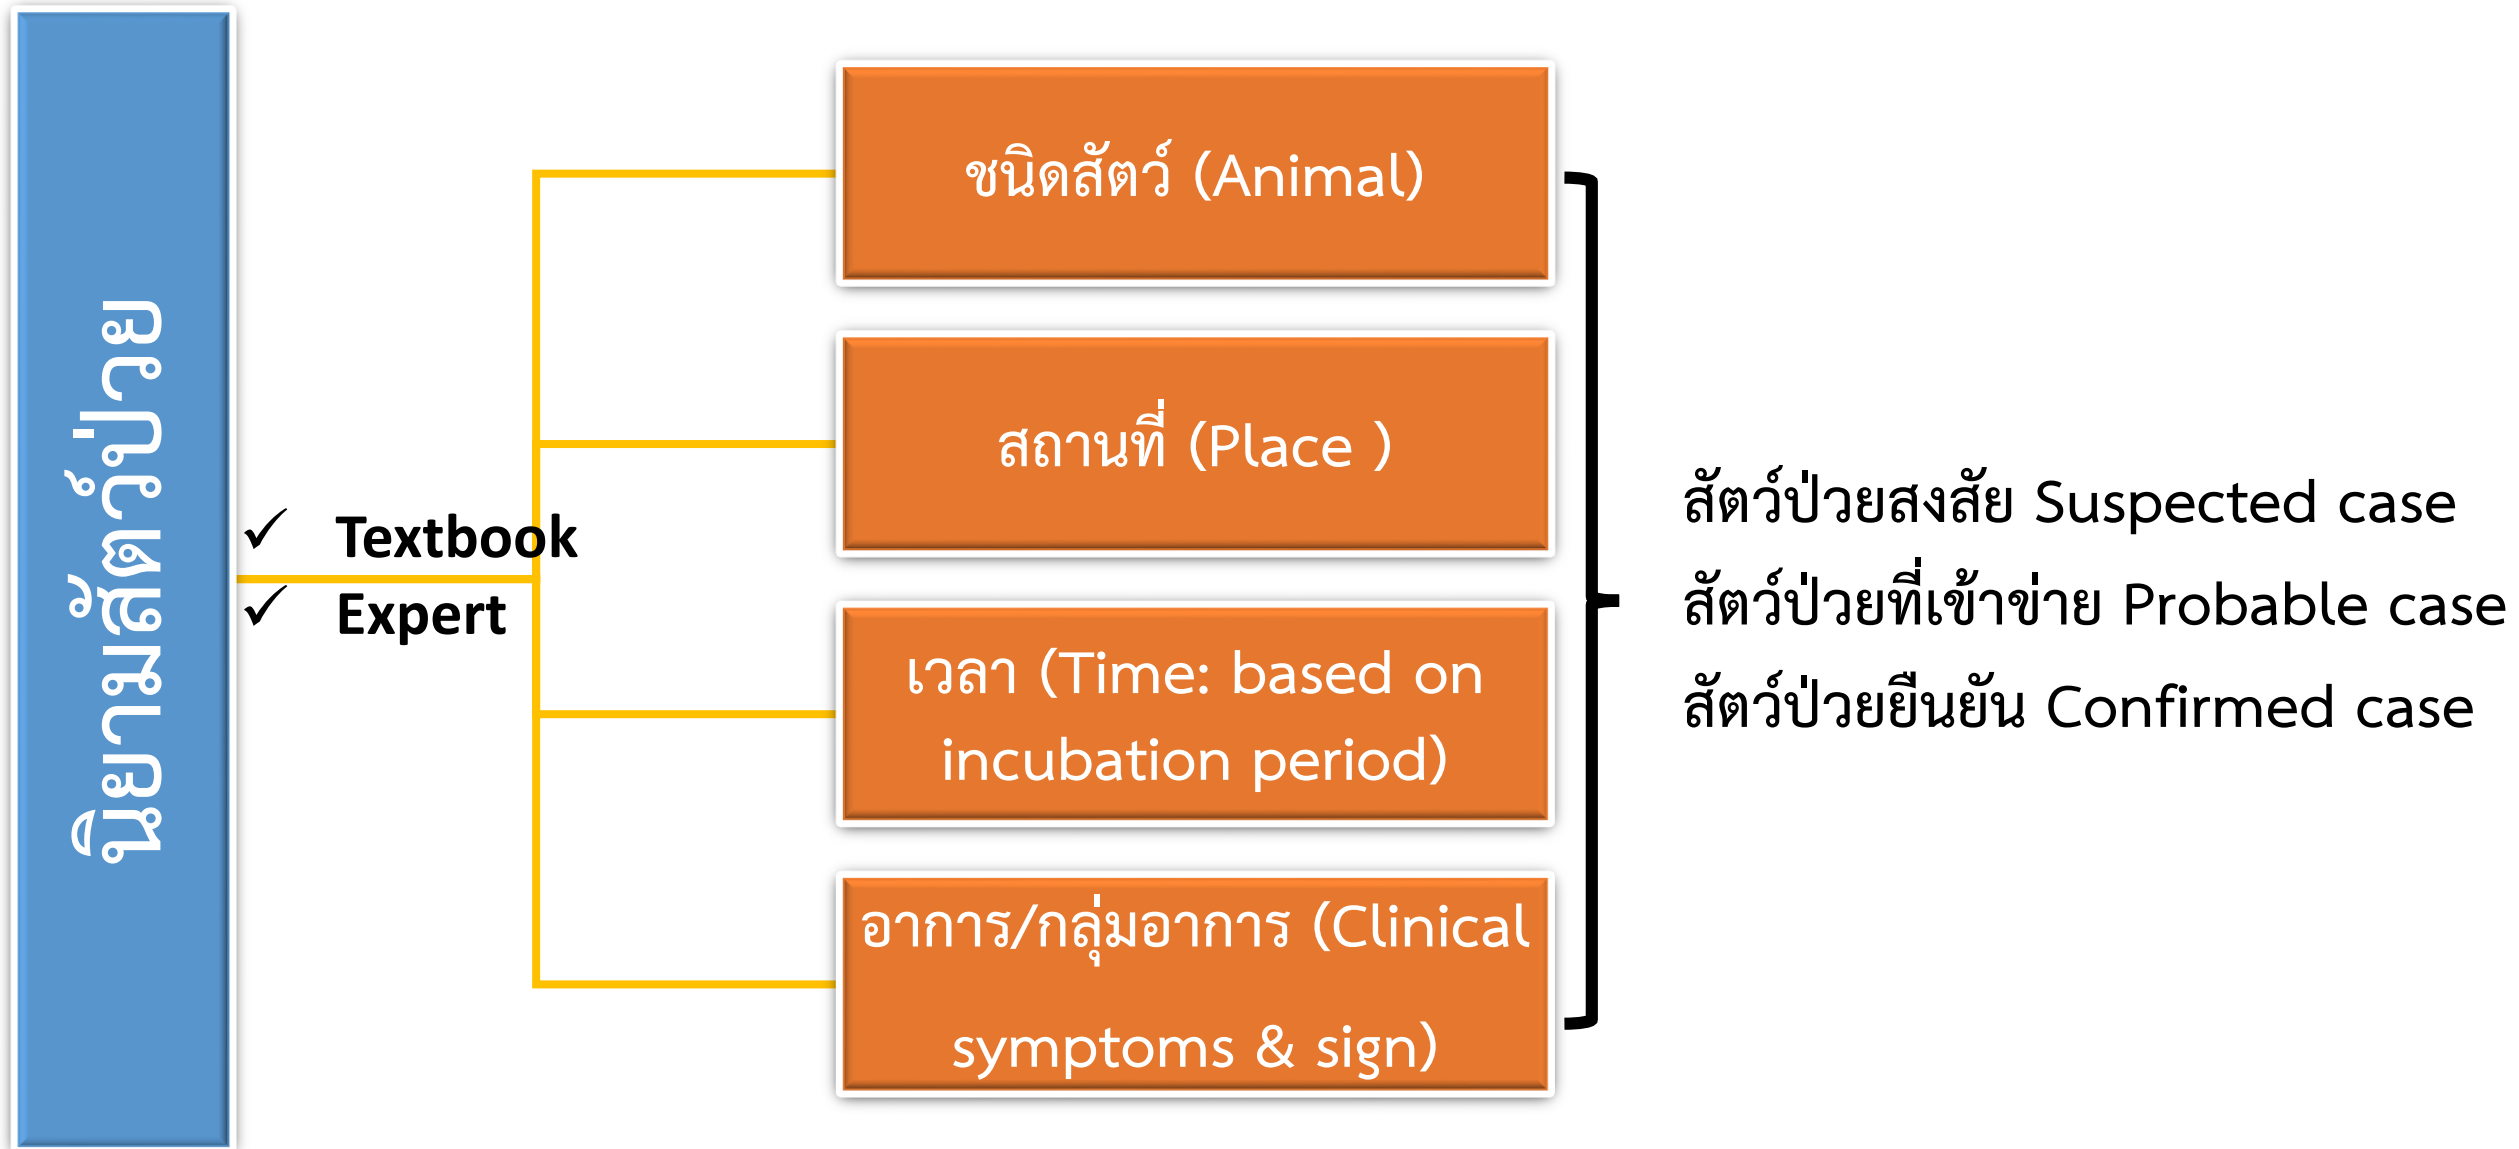 นิยามสัตว์ป่วย
✓ Textbook
✓ Expert
ชนิดสัตว์ (Animal)
สถานที่ (Place )
เวลา (Time: based on
incubation period)
อาการ/กลุ่มอาการ (Clinical
symptoms & sign)
สัตว์ป่วยสงสัย Suspected case
สัตว์ป่วยที่เข้าข่าย Probable case
สัตว์ป่วยยืนยัน Confirmed case